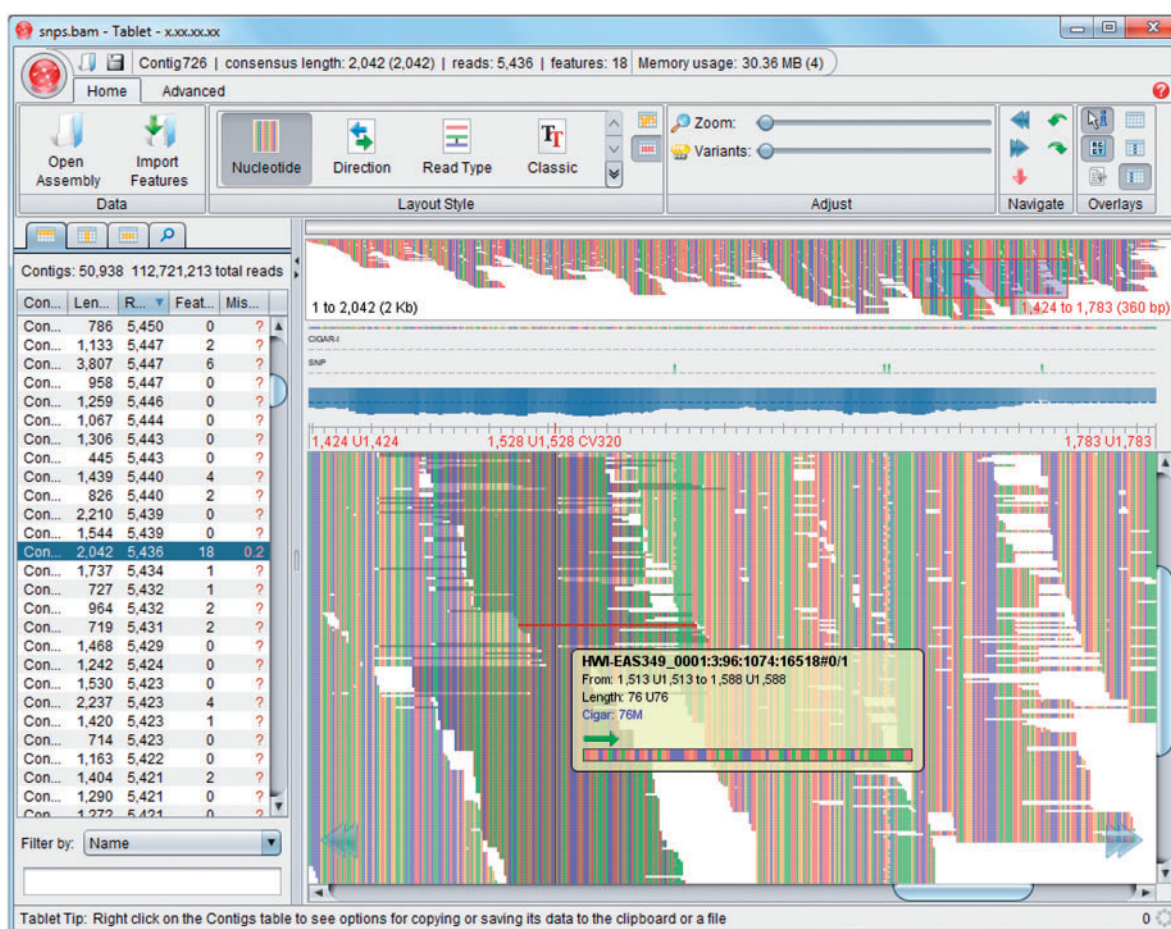 snps.bam - Tablet - x.xx.xx.xx
Contig726 | consensus length: 2,042 (2,042) | reads: 5,436 | features: 18 | Memory usage: 30.36 MB (4)
Home Advanced
Open Assembly
Import Features
Nucleotide Direction Read Type Classic
Zoom:
Variants:
Data Layout Style Adjust Navigate Overlays
Contigs: 50,938 112,721,213 total reads
Con... Len... R... Feat... Mis...
Con... 786 5,450 0 ?
Con... 1,133 5,447 2 ?
Con... 3,807 5,447 6 ?
Con... 958 5,447 0 ?
Con... 1,259 5,446 0 ?
Con... 1,067 5,444 0 ?
Con... 1,306 5,443 0 ?
Con... 445 5,443 0 ?
Con... 1,439 5,440 4 ?
Con... 826 5,440 2 ?
Con... 2,210 5,439 0 ?
Con... 1,544 5,439 0 ?
Con... 2,042 5,436 18 0.2
Con... 1,737 5,434 1 ?
Con... 727 5,432 1 ?
Con... 964 5,432 2 ?
Con... 719 5,431 2 ?
Con... 1,468 5,429 0 ?
Con... 1,242 5,424 0 ?
Con... 1,530 5,423 0 ?
Con... 2,237 5,423 4 ?
Con... 1,420 5,423 1 ?
Con... 714 5,423 0 ?
Con... 1,163 5,422 0 ?
Con... 1,404 5,421 2 ?
Con... 1,290 5,421 0 ?
Con... 1,272 5,421 0 ?
Filter by: Name
1 to 2,042 (2 Kb)
1,424 to 1,783 (360 bp)
CIGAR-I
SNP
1,424 U1,424 1,528 U1,528 CV320 1,783 U1,783
HWI-EAS349_0001:3:96:1074:16518#0/1
From: 1,513 U1,513 to 1,588 U1,588
Length: 76 U76
Cigar: 76M
Tablet Tip: Right click on the Contigs table to see options for copying or saving its data to the clipboard or a file
0